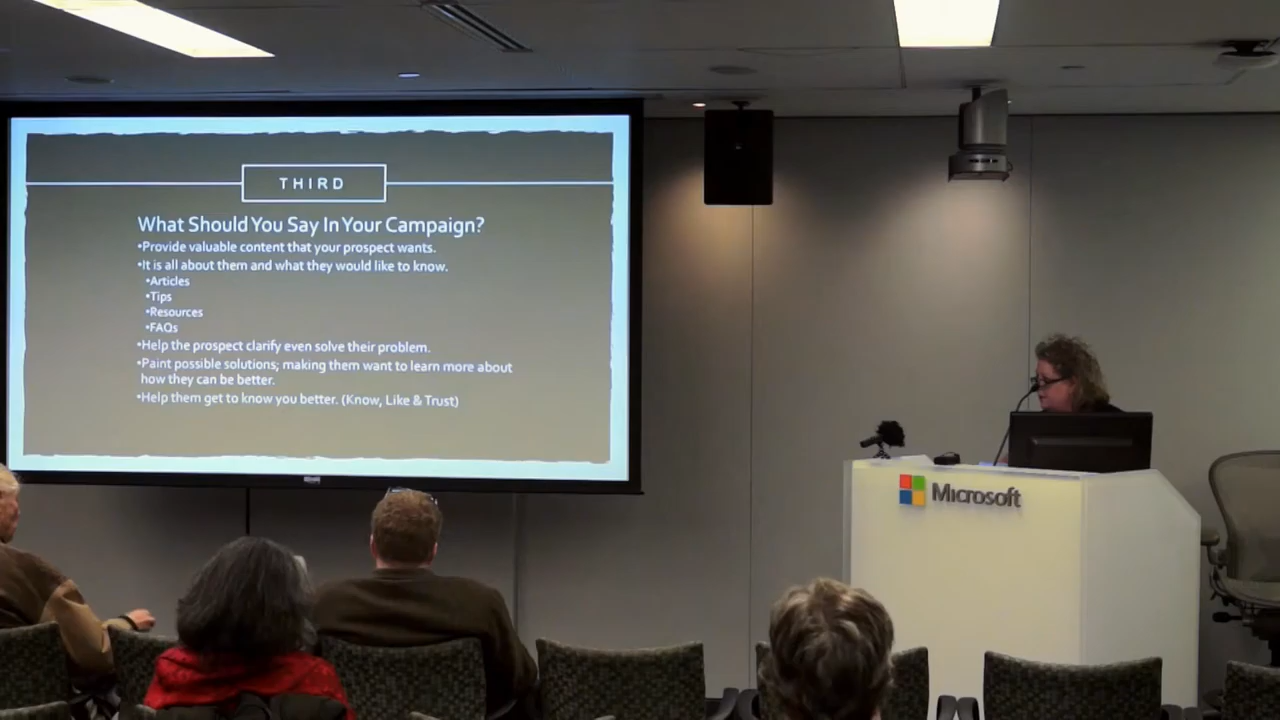 THIRD
What Should You Say In Your Campaign?
•Provide valuable content that your prospect wants.
•It is all about them and what they would like to know.
•Articles
•Tips
•Resources
•FAQs
•Help the prospect clarify even solve their problem.
•Paint possible solutions; making them want to learn more about
how they can be better.
•Help them get to know you better. (Know, Like & Trust)
Microsoft